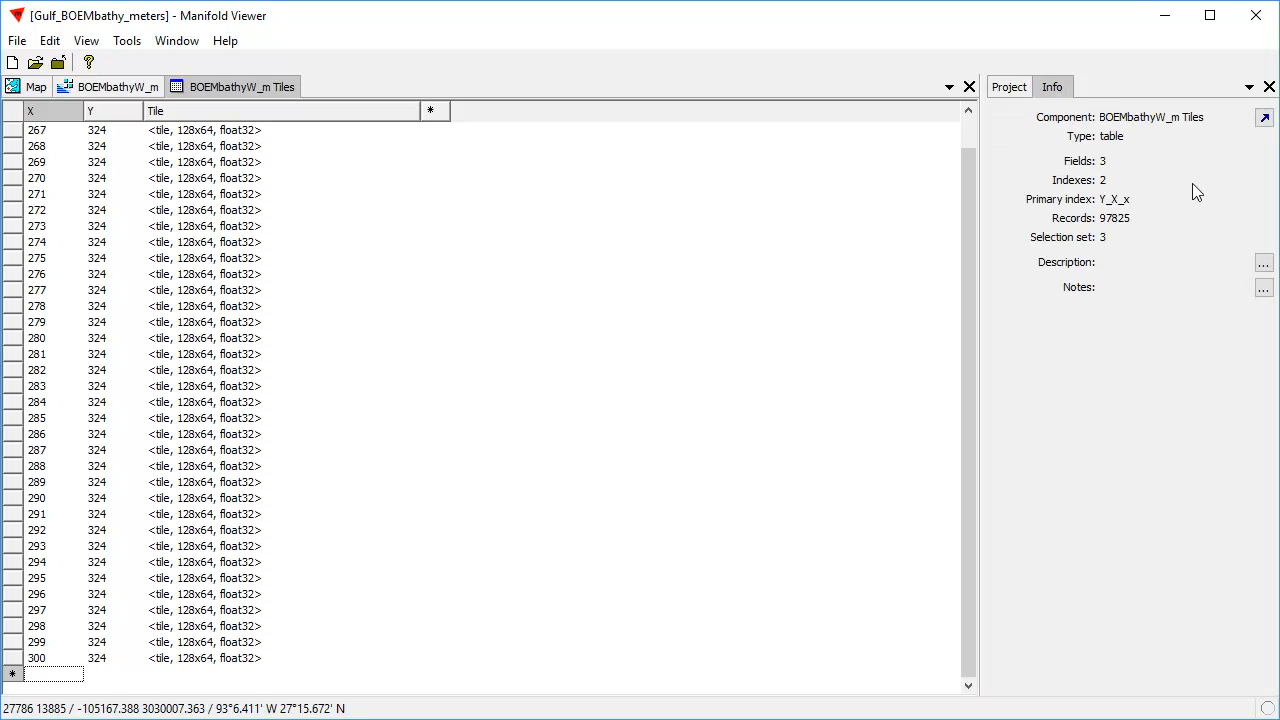 [Gulf_BOEMbathy_meters] - Manifold Viewer
File Edit View Tools Window Help
Map BOEMbathyW_m BOEMbathyW_m Tiles
Project Info
X Y Tile *
267 324 <tile, 128x64, float32>
268 324 <tile, 128x64, float32>
269 324 <tile, 128x64, float32>
270 324 <tile, 128x64, float32>
271 324 <tile, 128x64, float32>
272 324 <tile, 128x64, float32>
273 324 <tile, 128x64, float32>
274 324 <tile, 128x64, float32>
275 324 <tile, 128x64, float32>
276 324 <tile, 128x64, float32>
277 324 <tile, 128x64, float32>
278 324 <tile, 128x64, float32>
279 324 <tile, 128x64, float32>
280 324 <tile, 128x64, float32>
281 324 <tile, 128x64, float32>
282 324 <tile, 128x64, float32>
283 324 <tile, 128x64, float32>
284 324 <tile, 128x64, float32>
285 324 <tile, 128x64, float32>
286 324 <tile, 128x64, float32>
287 324 <tile, 128x64, float32>
288 324 <tile, 128x64, float32>
289 324 <tile, 128x64, float32>
290 324 <tile, 128x64, float32>
291 324 <tile, 128x64, float32>
292 324 <tile, 128x64, float32>
293 324 <tile, 128x64, float32>
294 324 <tile, 128x64, float32>
295 324 <tile, 128x64, float32>
296 324 <tile, 128x64, float32>
297 324 <tile, 128x64, float32>
298 324 <tile, 128x64, float32>
299 324 <tile, 128x64, float32>
300 324 <tile, 128x64, float32>
*
Component: BOEMbathyW_m Tiles
Type: table
Fields: 3
Indexes: 2
Primary index: Y_X_x
Records: 97825
Selection set: 3
Description: ...
Notes: ...
27786 13885 / -105167.388 3030007.363 / 93°6.411' W 27°15.672' N